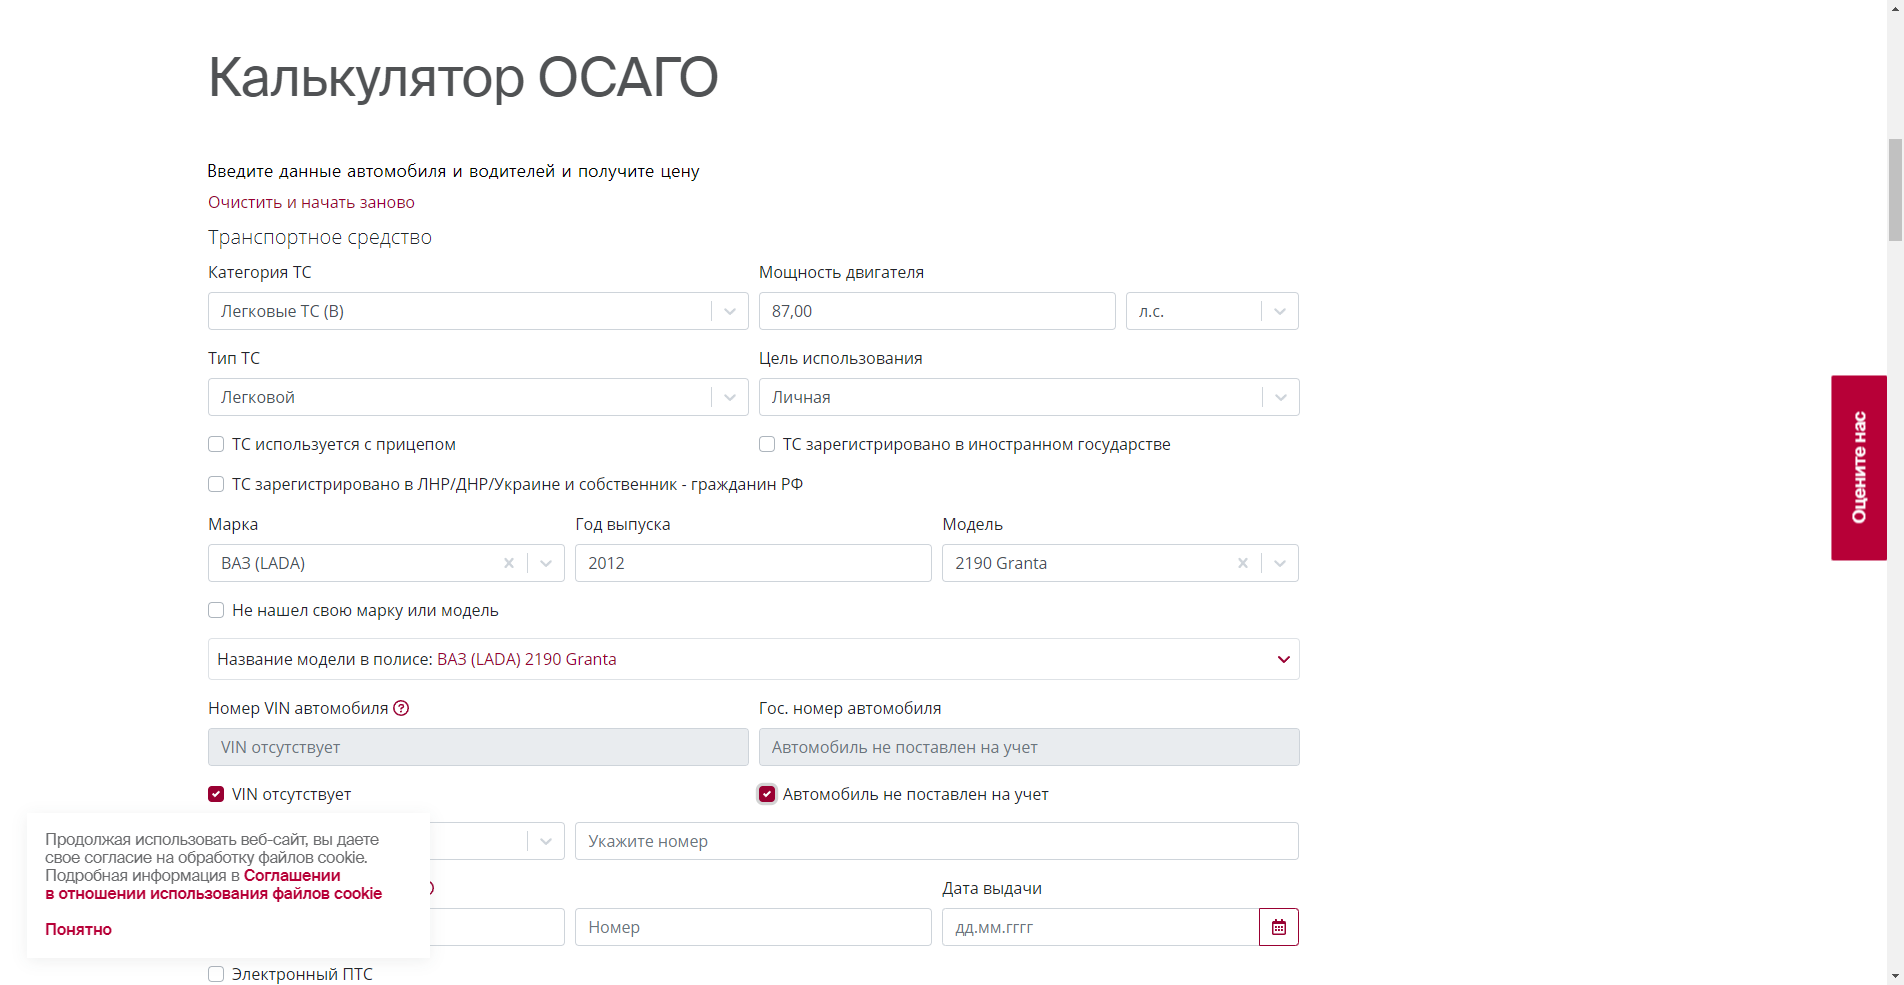 Калькулятор ОСАГО
Введите данные автомобиля и водителей и получите цену
Очистить и начать заново
Транспортное средство
Категория ТС
Мощность двигателя
Легковые ТС (B)
87,00
л.с.
Тип ТС
Цель использования
Легковой
Личная
ТС используется с прицепом
ТС зарегистрировано в иностранном государстве
ТС зарегистрировано в ЛНР/ДНР/Украине и собственник - гражданин РФ
Марка
Год выпуска
Модель
ВАЗ (LADA)
2012
2190 Granta
Не нашел свою марку или модель
Название модели в полисе: ВАЗ (LADA) 2190 Granta
Номер VIN автомобиля
Гос. номер автомобиля
VIN отсутствует
Автомобиль не поставлен на учет
VIN отсутствует
Автомобиль не поставлен на учет
Укажите номер
Дата выдачи
Номер
дд.мм.гггг
Электронный ПТС
Продолжая использовать веб-сайт, вы даете
свое согласие на обработку файлов cookie.
Подробная информация в Соглашении
в отношении использования файлов cookie
Понятно
Оцените нас